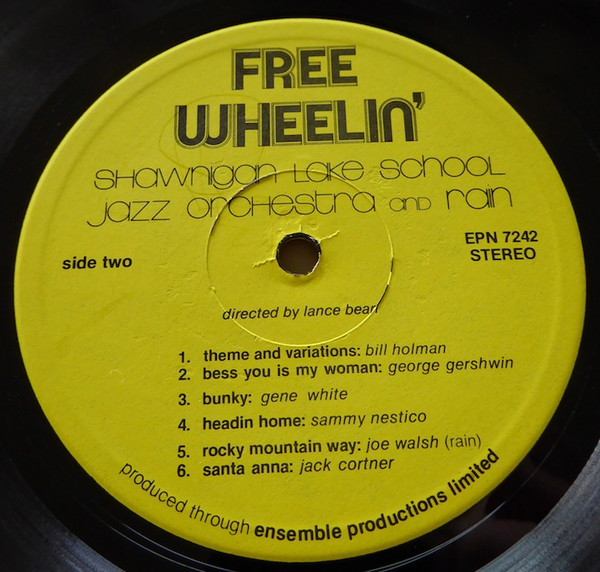 FREE
WHEELIN'
shawnigan lake school
jazz orchestra and rain
side two
EPN 7242
STEREO
directed by lance bearl
1. theme and variations: bill holman
2. bess you is my woman: george gershwin
3. bunky: gene white
4. headin home: sammy nestico
5. rocky mountain way: joe walsh (rain)
6. santa anna: jack cortner
produced through ensemble productions limited